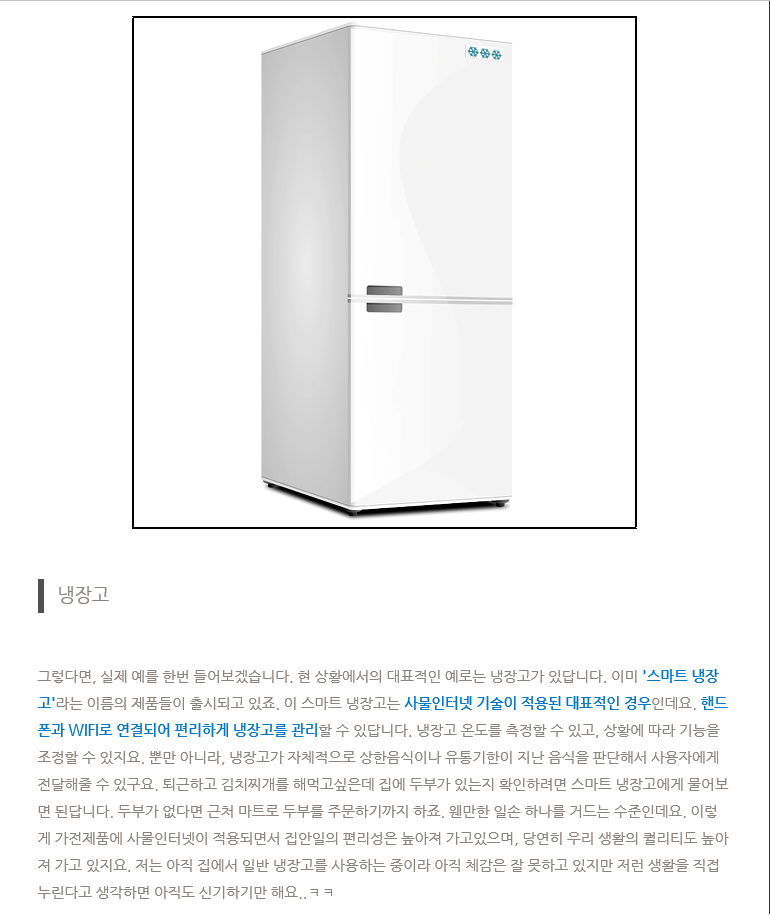 냉장고
그렇다면, 실제 예를 한번 들어보겠습니다. 현 상황에서의 대표적인 예로는 냉장고가 있답니다. 이미 '스마트 냉장
고'라는 이름의 제품들이 출시되고 있죠. 이 스마트 냉장고는 사물인터넷 기술이 적용된 대표적인 경우인데요. 핸드
폰과 WIFI로 연결되어 편리하게 냉장고를 관리할 수 있답니다. 냉장고 온도를 측정할 수 있고, 상황에 따라 기능을
조정할 수 있지요. 뿐만 아니라, 냉장고가 자체적으로 상한음식이나 유통기한이 지난 음식을 판단해서 사용자에게
전달해줄 수 있구요. 퇴근하고 김치찌개를 해먹고싶은데 집에 두부가 있는지 확인하려면 스마트 냉장고에게 물어보
면 된답니다. 두부가 없다면 근처 마트로 두부를 주문하기까지 하죠. 웬만한 일손 하나를 거드는 수준인데요. 이렇
게 가전제품에 사물인터넷이 적용되면서 집안일의 편리성은 높아져 가고있으며, 당연히 우리 생활의 퀄리티도 높아
져 가고 있지요. 저는 아직 집에서 일반 냉장고를 사용하는 중이라 아직 체감은 잘 못하고 있지만 저런 생활을 직접
누린다고 생각하면 아직도 신기하기만 해요..ㅋㅋ